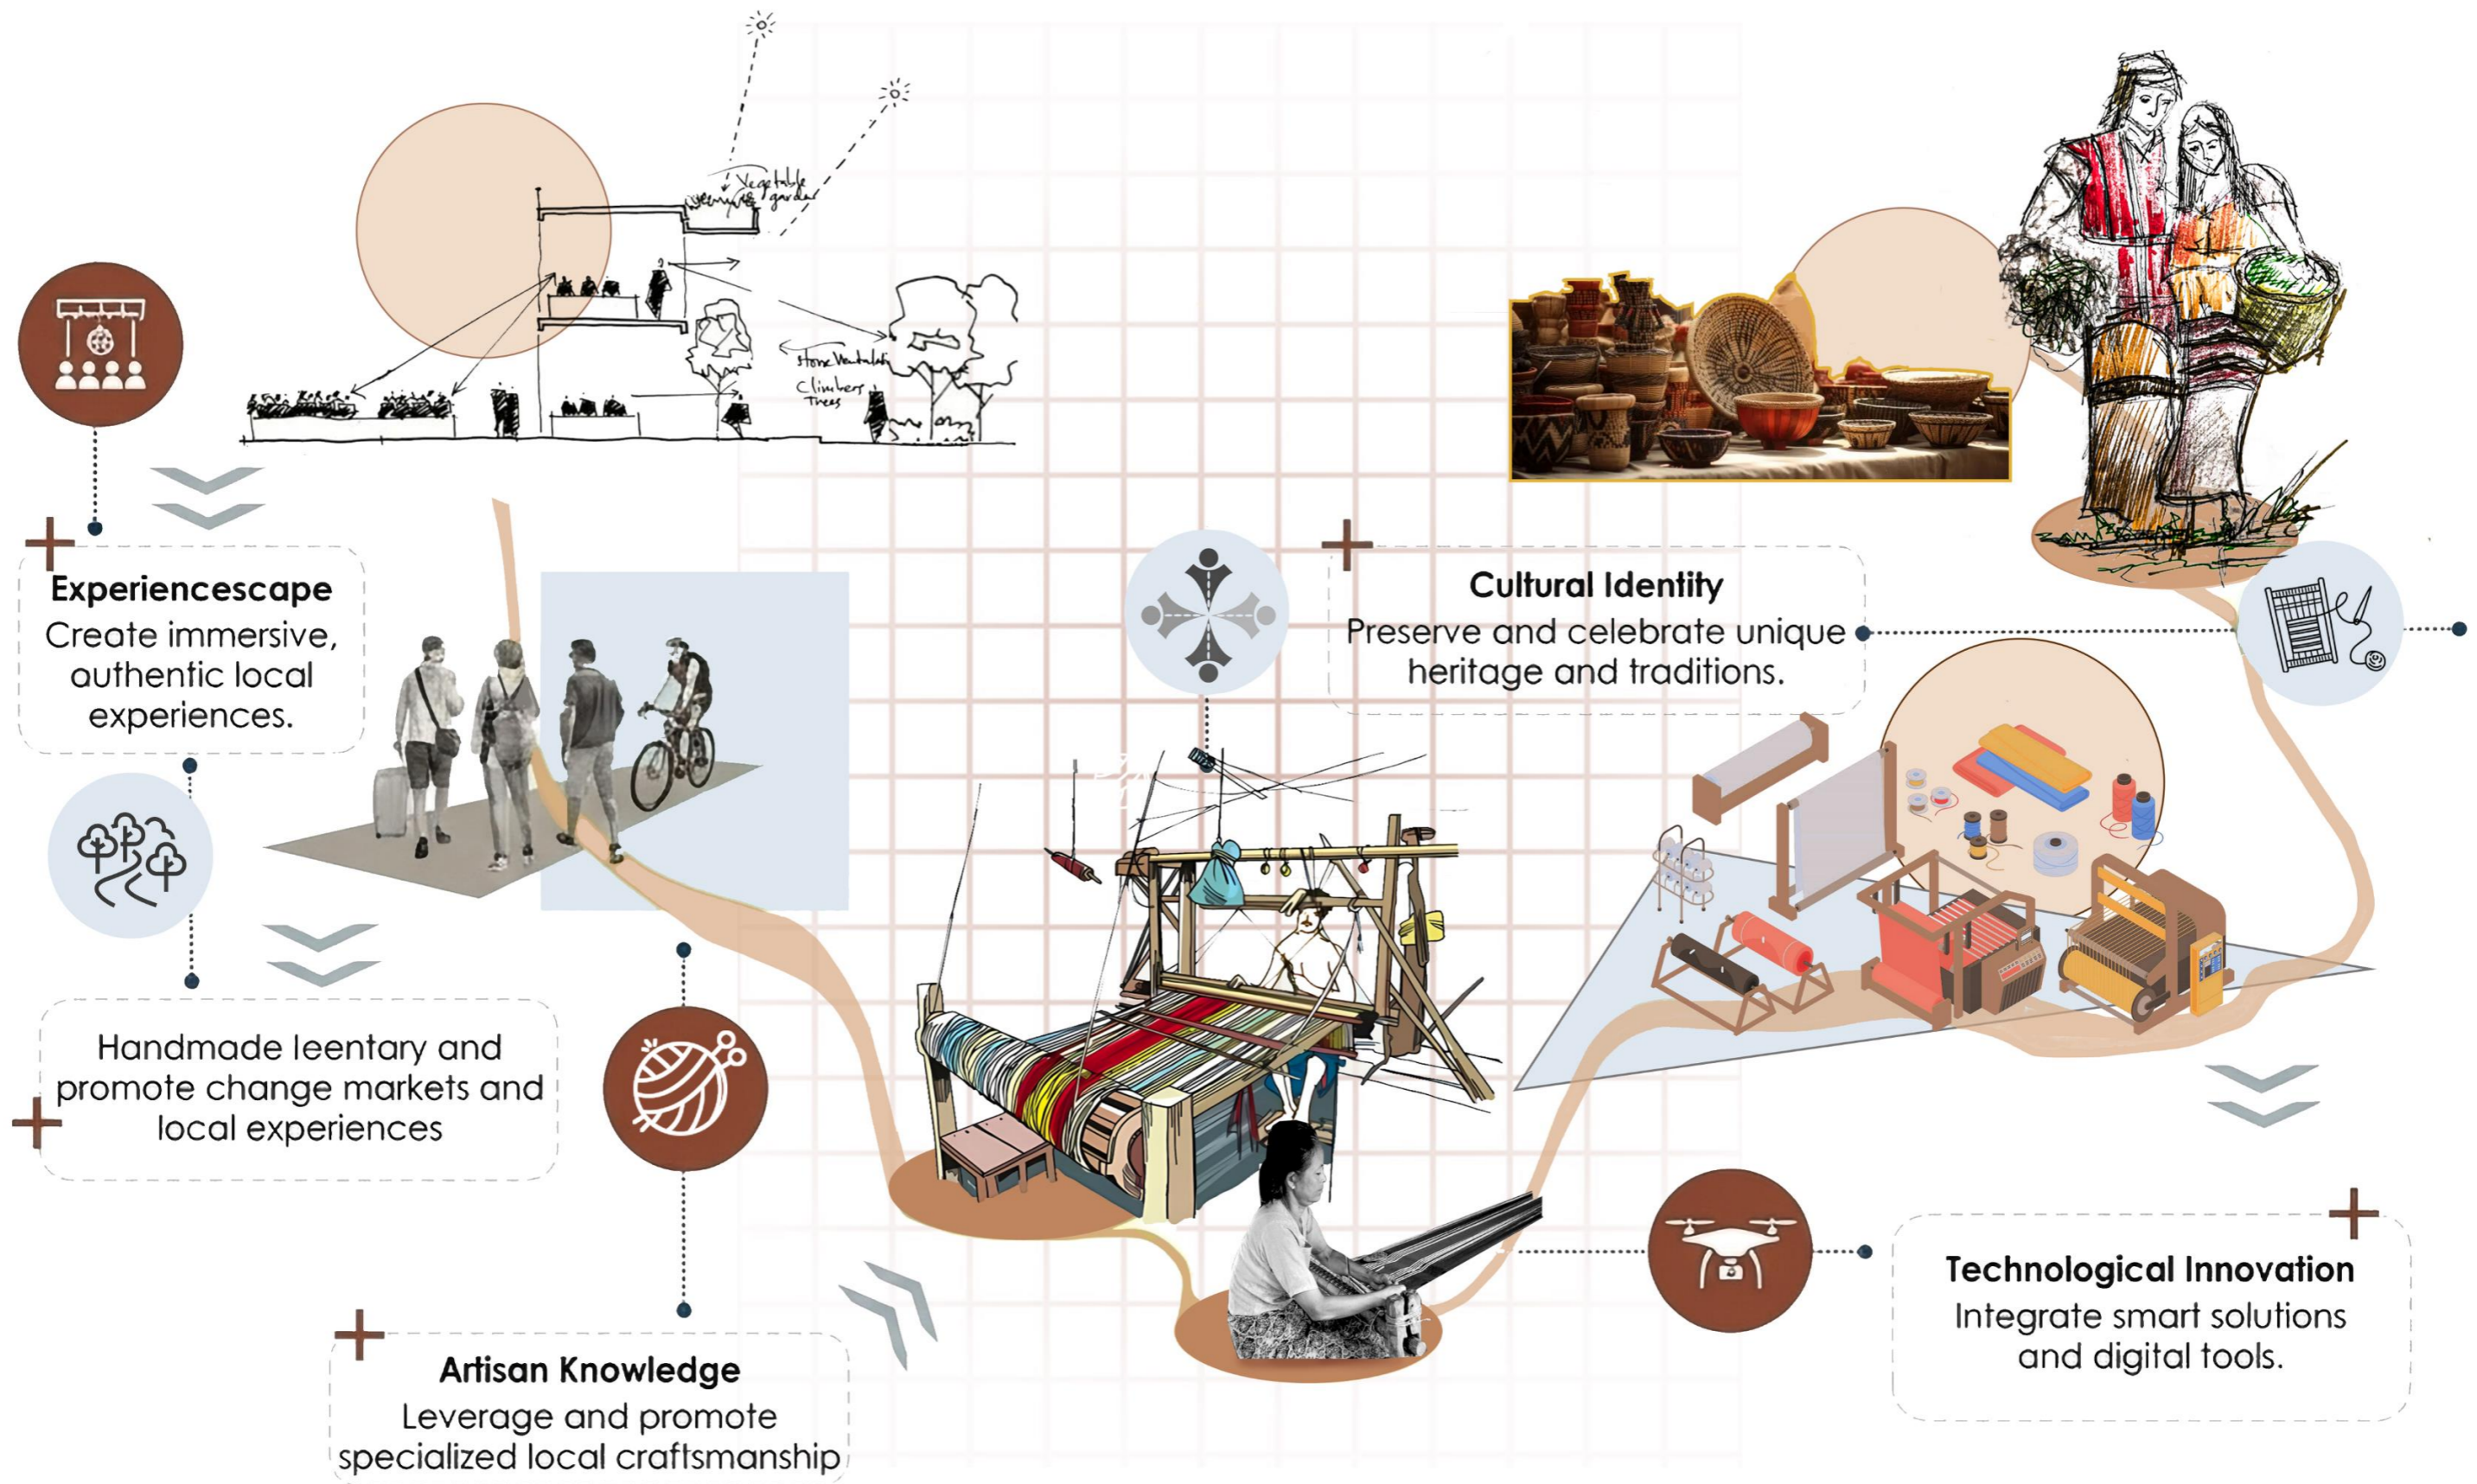 Vegetable
garden
Climbers
Trees
Experiencescape
Create immersive,
authentic local
experiences.
Cultural Identity
Preserve and celebrate unique
heritage and traditions.
Handmade leentary and
promote change markets and
local experiences
Artisan Knowledge
Leverage and promote
specialized local craftsmanship
Technological Innovation
Integrate smart solutions
and digital tools.